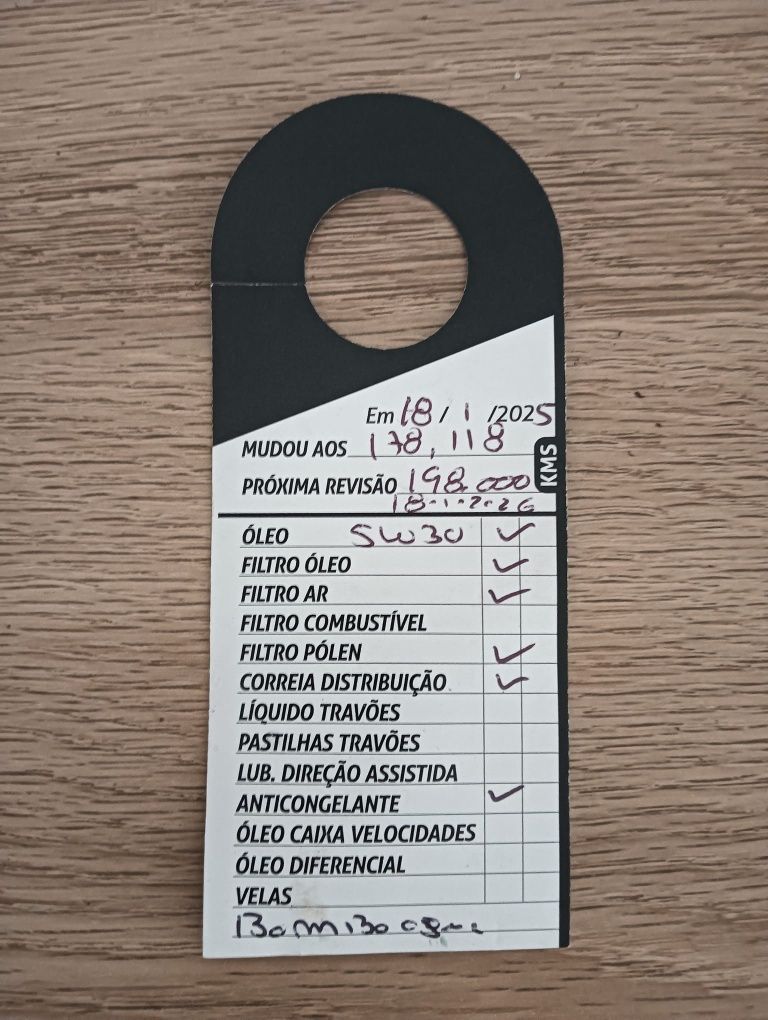 Em 18/ 1 /2025
MUDOU AOS 178,118
KMS
PRÓXIMA REVISÃO 198.000
18-1-2026
ÓLEO 5W30 ✓
FILTRO ÓLEO ✓
FILTRO AR ✓
FILTRO COMBUSTÍVEL
FILTRO PÓLEN ✓
CORREIA DISTRIBUIÇÃO ✓
LÍQUIDO TRAVÕES
PASTILHAS TRAVÕES
LUB. DIREÇÃO ASSISTIDA
ANTICONGELANTE ✓
ÓLEO CAIXA VELOCIDADES
ÓLEO DIFERENCIAL
VELAS
Bomba agua